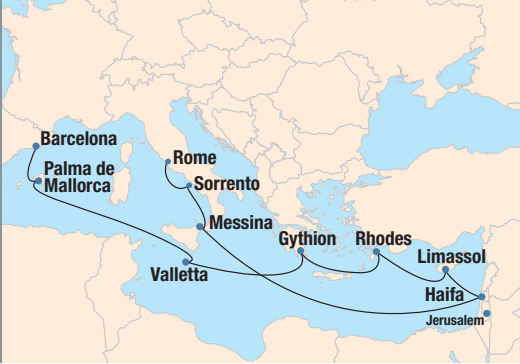 Barcelona
Rome
Palma de
Mallorca
Sorrento
Messina
Gythion
Rhodes
Limassol
Valletta
Haifa
Jerusalem